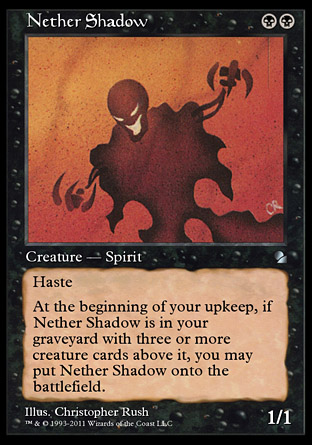 Nether Shadow
Creature — Spirit
Haste
At the beginning of your upkeep, if
Nether Shadow is in your
graveyard with three or more
creature cards above it, you may
put Nether Shadow onto the
battlefield.
Illus. Christopher Rush
™ & © 1993-2011 Wizards of the Coast LLC
1/1